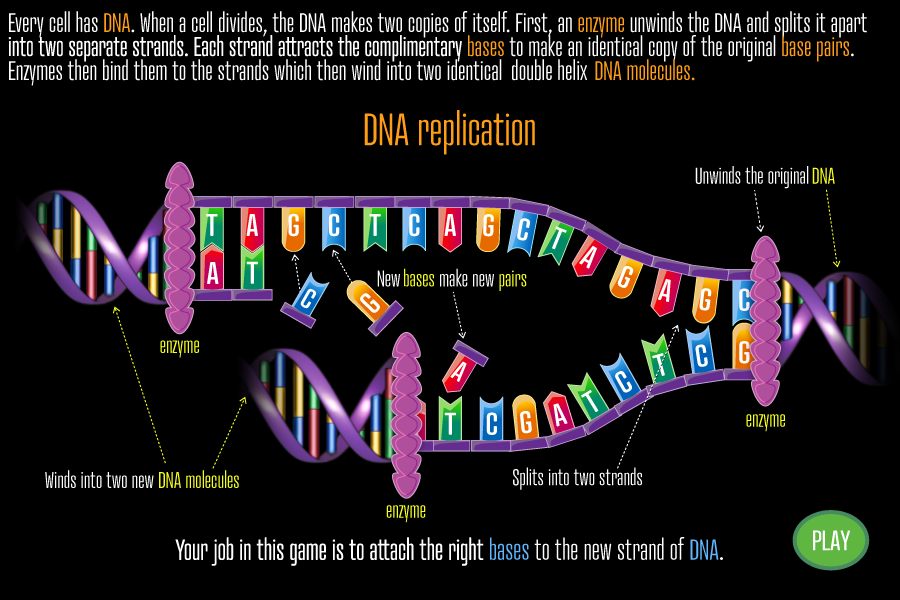 Every cell has DNA. When a cell divides, the DNA makes two copies of itself. First, an enzyme unwinds the DNA and splits it apart
into two separate strands. Each strand attracts the complimentary bases to make an identical copy of the original base pairs.
Enzymes then bind them to the strands which then wind into two identical double helix DNA molecules.
DNA replication
Unwinds the original DNA
T A G C T C A G C T A G A G C
A T
C G
New bases make new pairs
enzyme
A
T C G A T C T C G
enzyme
Winds into two new DNA molecules
Splits into two strands
enzyme
Your job in this game is to attach the right bases to the new strand of DNA.
PLAY